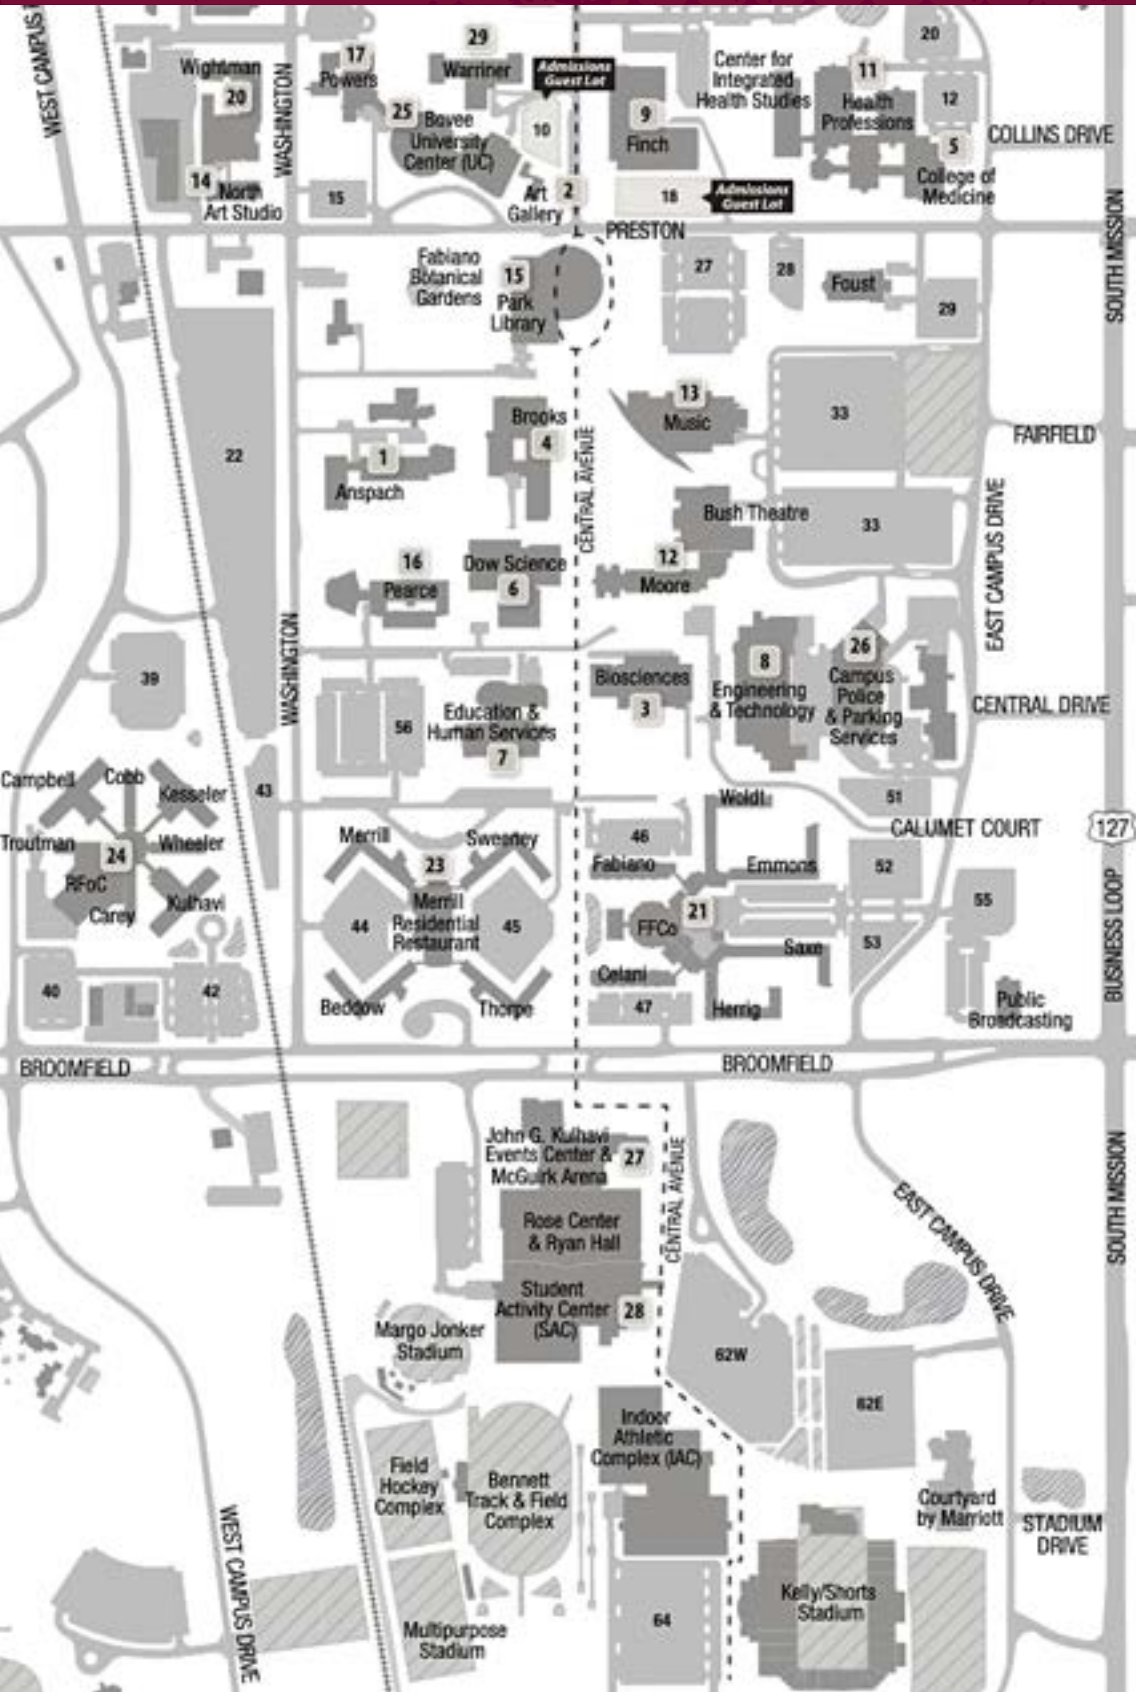 WEST CAMPUS
Wightman
20
14
North
Art Studio
WASHINGTON
17
Powers
29
Warriner
Admissions
Guest Lot
25
Bovee
University
Center (UC)
10
15
Art
Gallery
2
9
Finch
18
Admissions
Guest Lot
Center for
Integrated
Health Studies
11
Health
Professions
20
12
5
College of
Medicine
COLLINS DRIVE
SOUTH MISSION
PRESTON
Fabiano
Botanical
Gardens
15
Park
Library
27
28
Foust
29
22
Brooks
4
1
Anspach
CENTRAL AVENUE
13
Music
33
FAIRFIELD
Bush Theatre
33
12
Moore
EAST CAMPUS DRIVE
16
Pearce
Dow Science
6
WASHINGTON
39
56
Education &
Human Services
7
Biosciences
3
8
Engineering
& Technology
26
Campus
Police
& Parking
Services
CENTRAL DRIVE
Campbell
Cobb
Kesseler
43
Troutman
24
Wheeler
RFoC
Carey
Kulhavi
40
42
Merrill
Sweeney
23
Merrill
Residential
Restaurant
44
45
Beddow
Thorpe
Woldt
51
46
CALUMET COURT
127
Fabiano
Emmons
52
21
FFCo
55
Saxe
53
Celani
47
Herrig
Public
Broadcasting
BUSINESS LOOP
BROOMFIELD
BROOMFIELD
John G. Kulhavi
Events Center &
McGuirk Arena
27
CENTRAL AVENUE
Rose Center
& Ryan Hall
Student
Activity Center
(SAC)
28
EAST CAMPUS DRIVE
SOUTH MISSION
Margo Jonker
Stadium
62W
62E
Indoor
Athletic
Complex (IAC)
Field
Hockey
Complex
Bennett
Track & Field
Complex
Courtyard
by Marriott
STADIUM
DRIVE
WEST CAMPUS DRIVE
Multipurpose
Stadium
64
Kelly/Shorts
Stadium